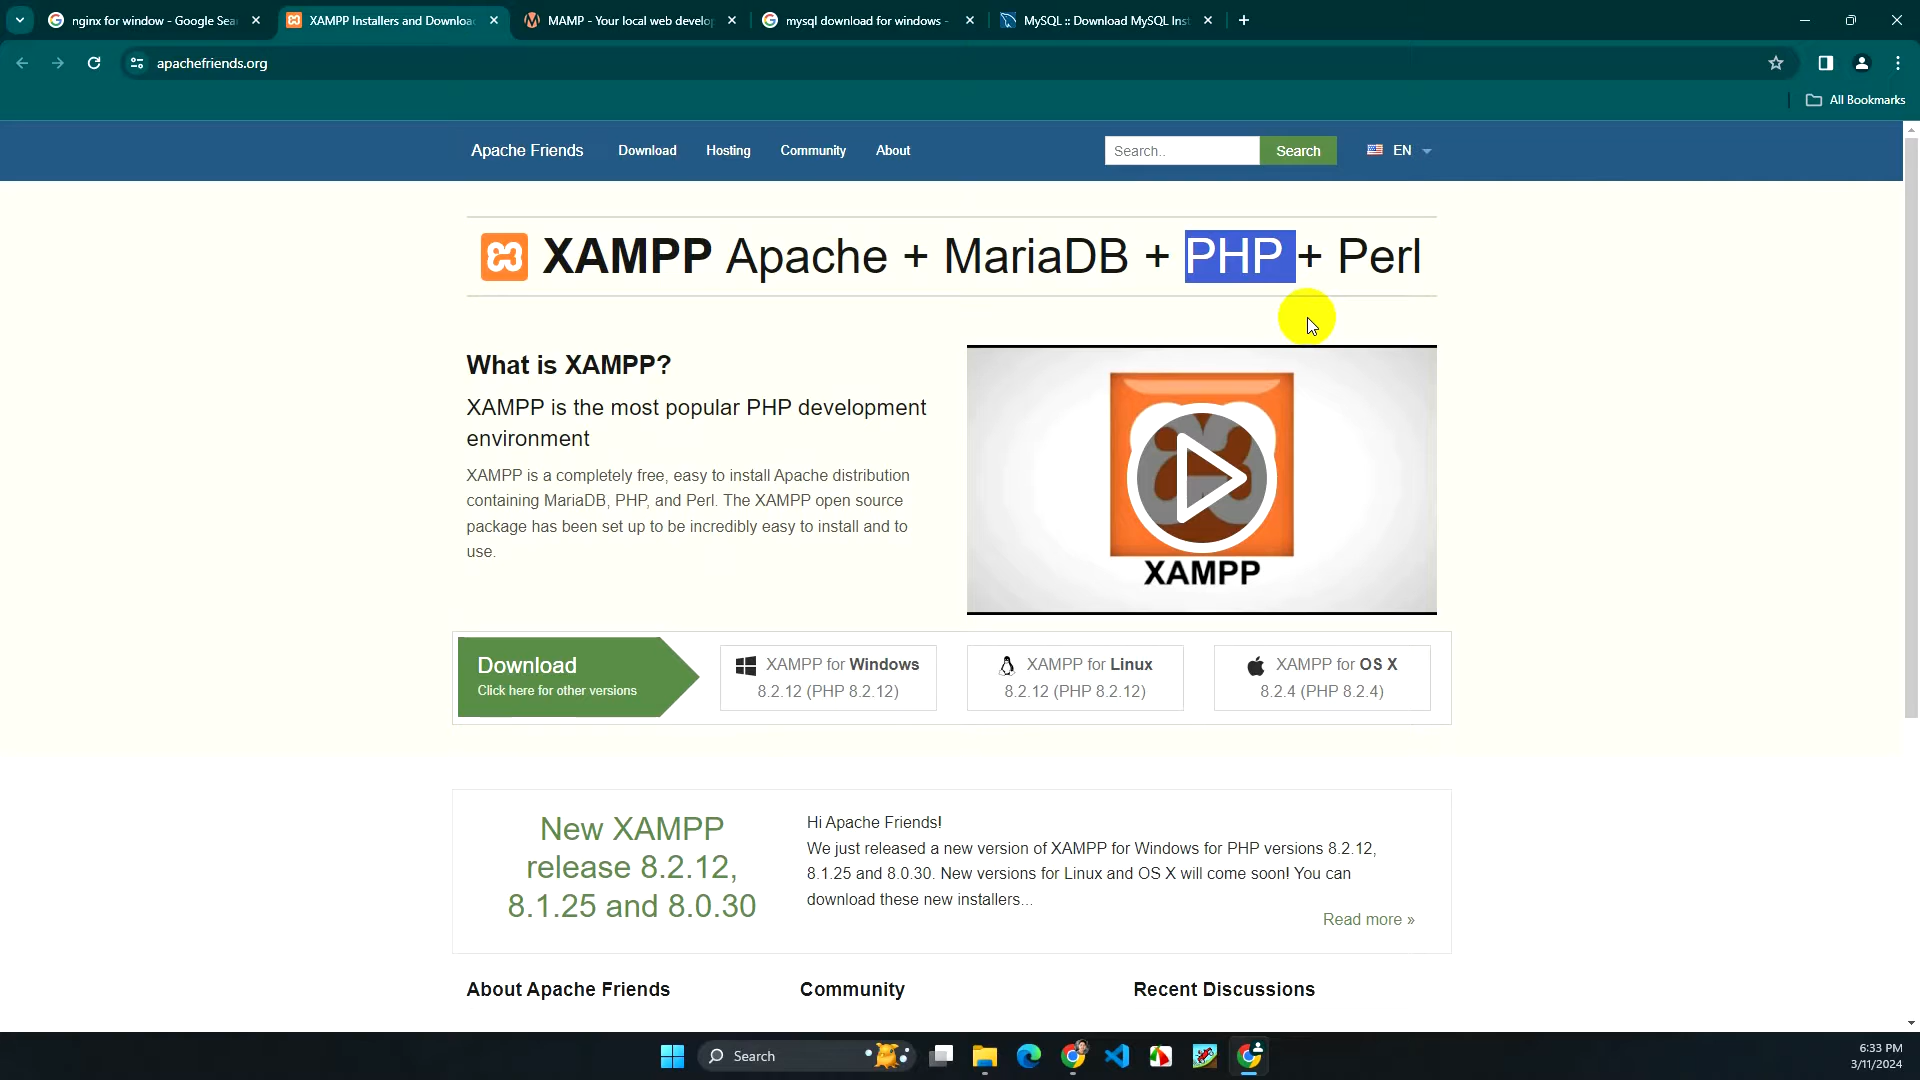 nginx for window - Google Sea
XAMPP Installers and Downloa
MAMP - Your local web develop
mysql download for windows -
MySQL :: Download MySQL Inst
apachefriends.org
All Bookmarks
Apache Friends
Download
Hosting
Community
About
Search..
Search
EN
XAMPP Apache + MariaDB + PHP + Perl
What is XAMPP?
XAMPP is the most popular PHP development
environment
XAMPP is a completely free, easy to install Apache distribution
containing MariaDB, PHP, and Perl. The XAMPP open source
package has been set up to be incredibly easy to install and to
use.
XAMPP
Download
Click here for other versions
XAMPP for Windows
8.2.12 (PHP 8.2.12)
XAMPP for Linux
8.2.12 (PHP 8.2.12)
XAMPP for OS X
8.2.4 (PHP 8.2.4)
New XAMPP
release 8.2.12,
8.1.25 and 8.0.30
Hi Apache Friends!
We just released a new version of XAMPP for Windows for PHP versions 8.2.12,
8.1.25 and 8.0.30. New versions for Linux and OS X will come soon! You can
download these new installers...
Read more »
About Apache Friends
Community
Recent Discussions
Search
6:33 PM
3/11/2024